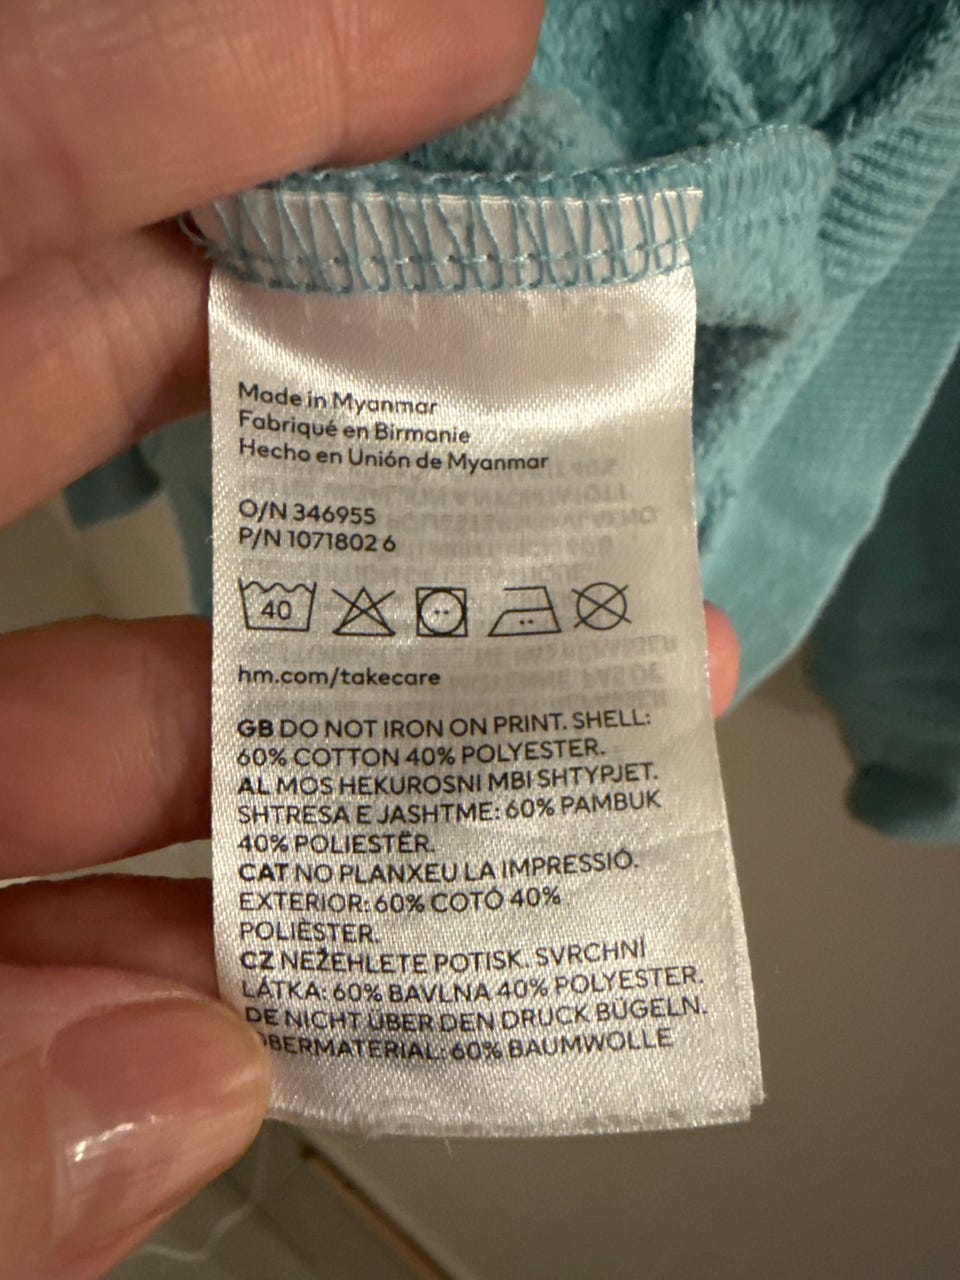 Made in Myanmar
Fabriqué en Birmanie
Hecho en Unión de Myanmar
O/N 346955
P/N 1071802 6
40
hm.com/takecare
GB DO NOT IRON ON PRINT. SHELL:
60% COTTON 40% POLYESTER.
AL MOS HEKUROSNI MBI SHTYPJET.
SHTRESA E JASHTME: 60% PAMBUK
40% POLIESTËR.
CAT NO PLANXEU LA IMPRESSIÓ.
EXTERIOR: 60% COTÓ 40%
POLIÈSTER.
CZ NEŽEHLETE POTISK. SVRCHNÍ
LÁTKA: 60% BAVLNA 40% POLYESTER.
DE NICHT ÜBER DEN DRUCK BÜGELN.
OBERMATERIAL: 60% BAUMWOLLE